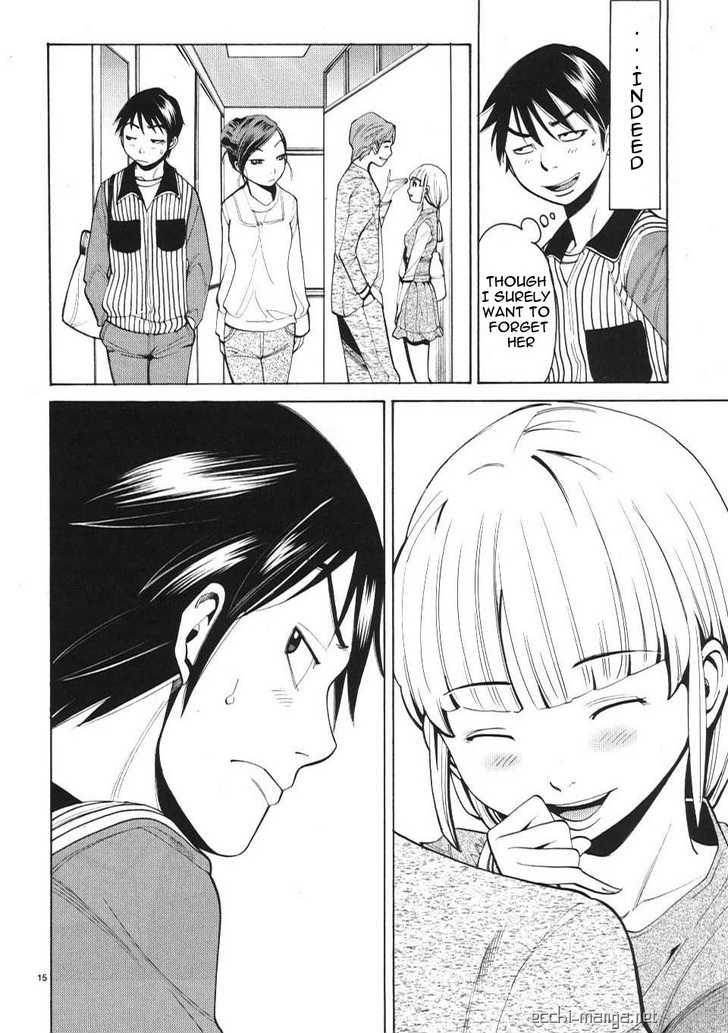 ...INDEED
THOUGH
I SURELY
WANT TO
FORGET
HER
15
ecchi-manga.net